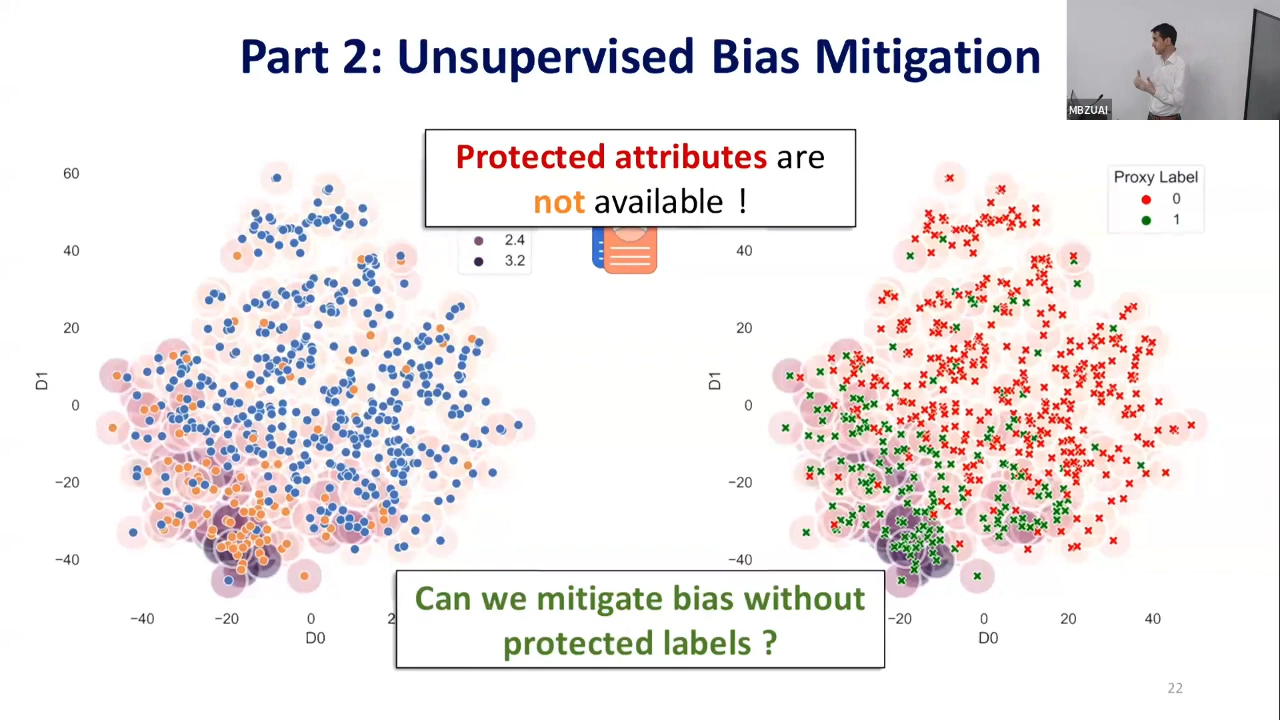 Part 2: Unsupervised Bias Mitigation
MBZUAI
Protected attributes are
not available !
60
40
20
0
−20
−40
D1
−40
−20
0
2
D0
2.4
3.2
40
20
0
−20
−40
D1
−20
0
20
40
D0
Proxy Label
0
1
Can we mitigate bias without
protected labels ?
22